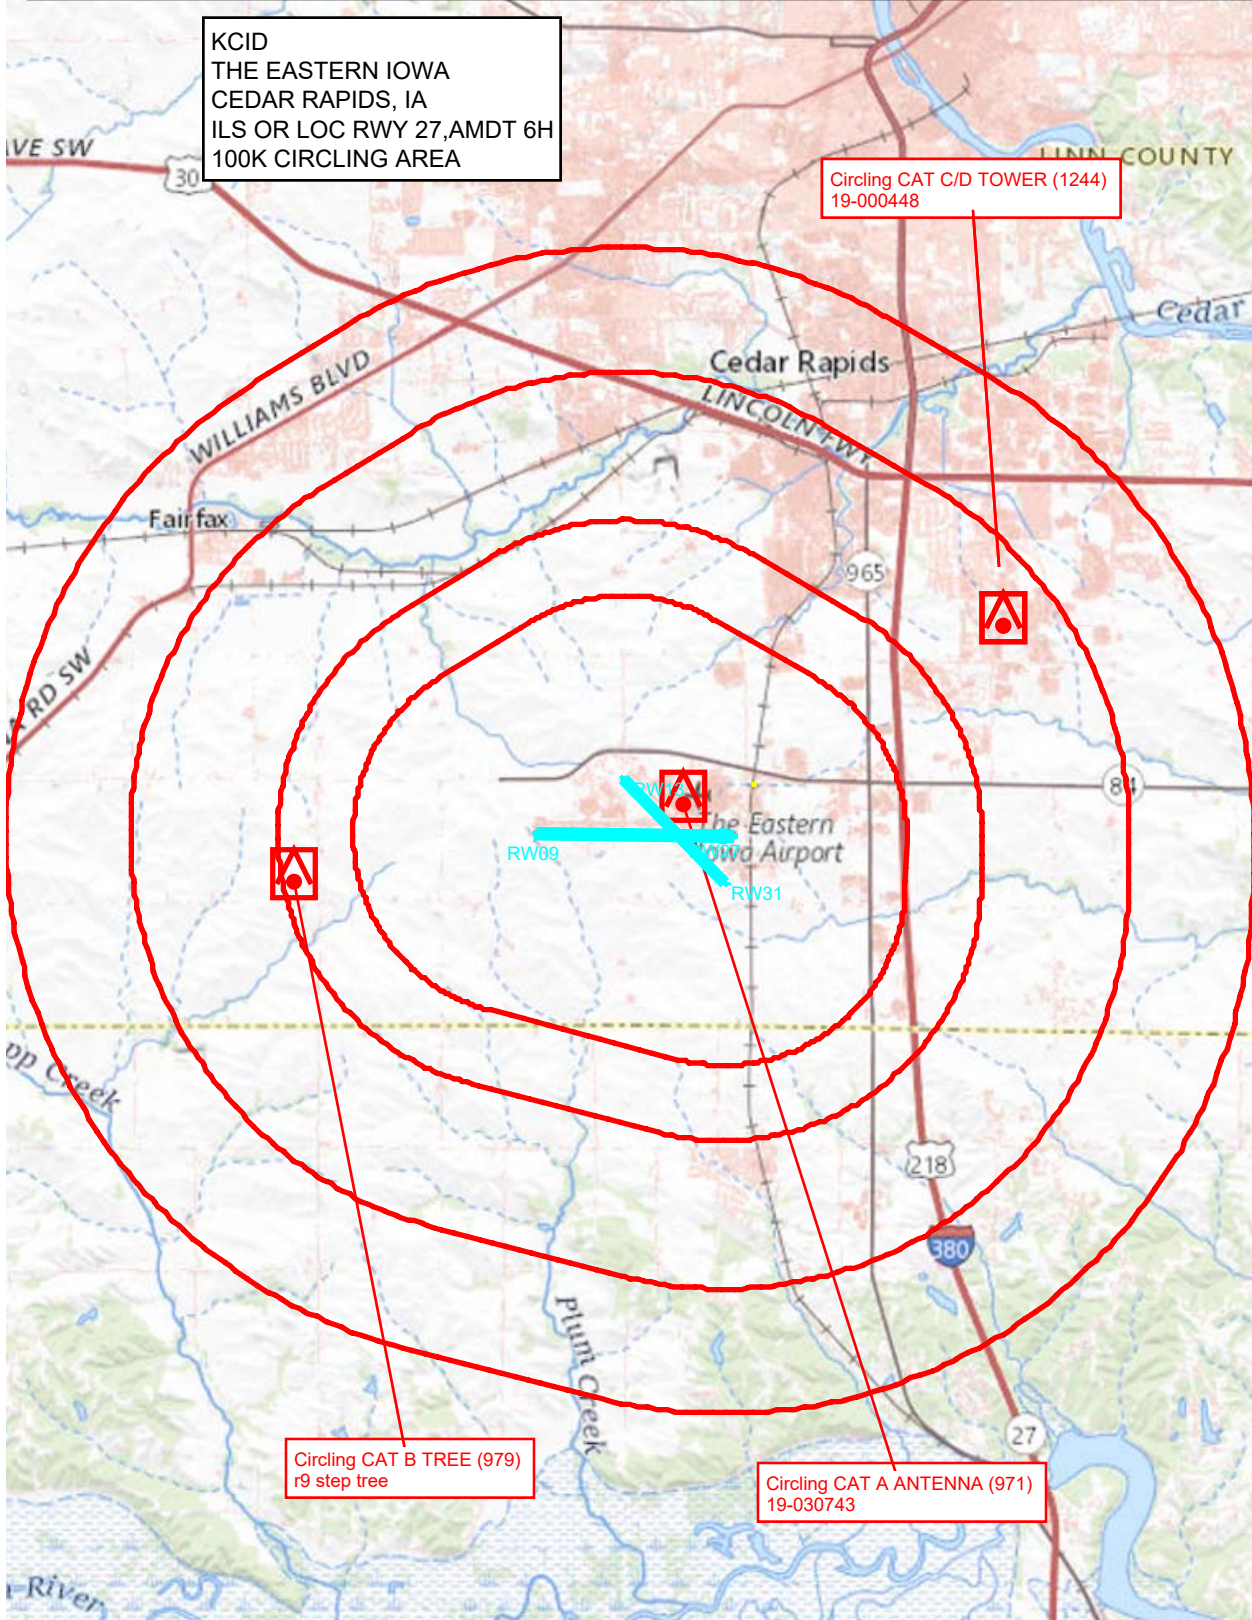 KCID
THE EASTERN IOWA
CEDAR RAPIDS, IA
ILS OR LOC RWY 27,AMDT 6H
100K CIRCLING AREA
AVE SW
30
LINN COUNTY
Circling CAT C/D TOWER (1244)
19-000448
Cedar
Cedar Rapids
WILLIAMS BLVD
LINCOLN FWY
Fairfax
965
RD SW
84
RW13
The Eastern
Iowa Airport
RW09
RW31
Creek
218
380
Plum Creek
27
Circling CAT B TREE (979)
r9 step tree
Circling CAT A ANTENNA (971)
19-030743
River